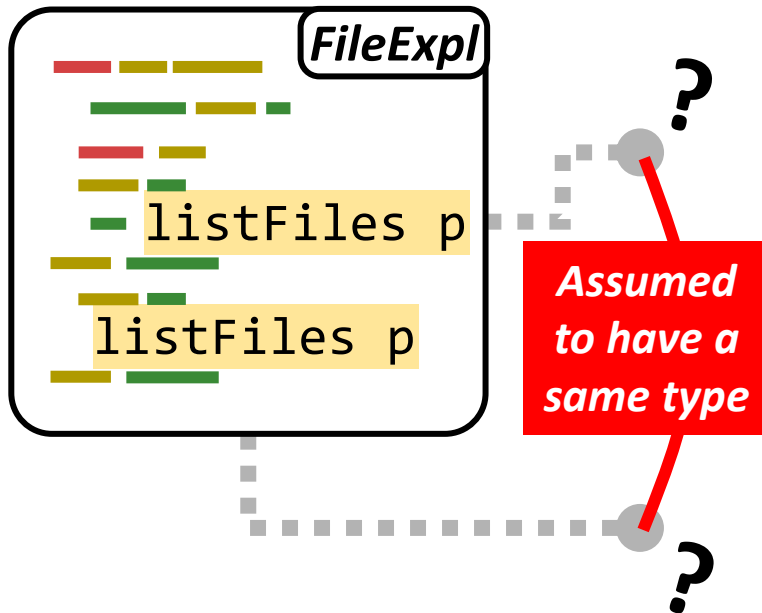 FileExpl
?
listFiles p
Assumed
to have a
same type
listFiles p
?